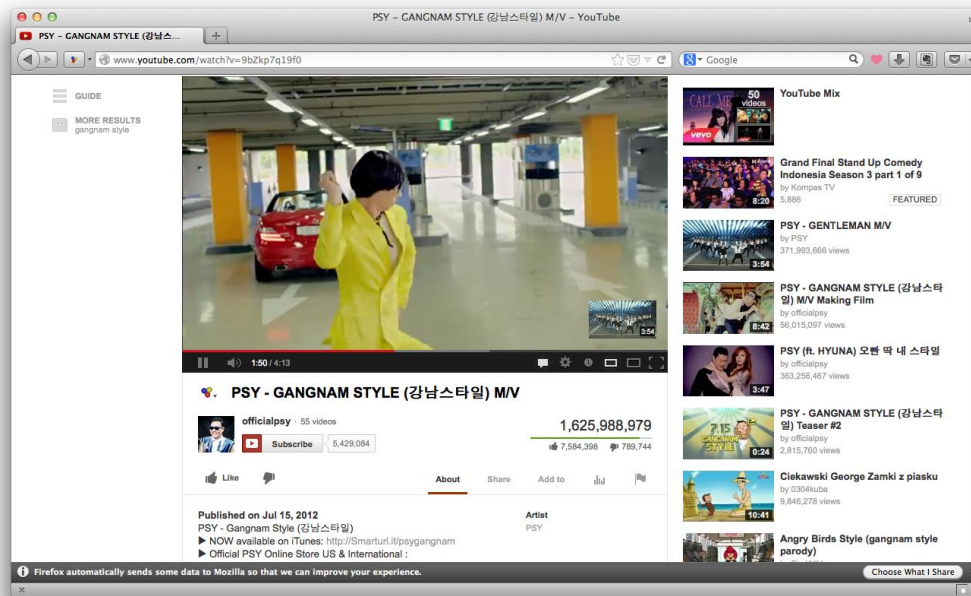 PSY - GANGNAM STYLE (강남스타일) M/V - YouTube
PSY - GANGNAM STYLE (강남스...
www.youtube.com/watch?v=9bZkp7q19f0
Google
GUIDE
MORE RESULTS
gangnam style
3:54
1:50 / 4:13
PSY - GANGNAM STYLE (강남스타일) M/V
officialpsy · 55 videos
Subscribe 5,429,084
1,625,988,979
7,584,398 789,744
Like
About Share Add to
Published on Jul 15, 2012
PSY - Gangnam Style (강남스타일)
▶ NOW available on iTunes: http://Smarturl.it/psygangnam
▶ Official PSY Online Store US & International :
Artist
PSY
CALL ME
50
videos
vevo
YouTube Mix
8:20
Grand Final Stand Up Comedy
Indonesia Season 3 part 1 of 9
by Kompas TV
5,886 FEATURED
3:54
PSY - GENTLEMAN M/V
by PSY
371,993,666 views
8:42
PSY - GANGNAM STYLE (강남스타
일) M/V Making Film
by officialpsy
56,015,097 views
3:47
PSY (ft. HYUNA) 오빤 딱 내 스타일
by officialpsy
363,256,467 views
7.15
GANGNAM
STYLE
0:24
PSY - GANGNAM STYLE (강남스타
일) Teaser #2
by officialpsy
2,815,760 views
10:41
Ciekawski George Zamki z piasku
by 0304kuba
9,846,278 views
Angry Birds Style (gangnam style
parody)
Firefox automatically sends some data to Mozilla so that we can improve your experience.
Choose What I Share